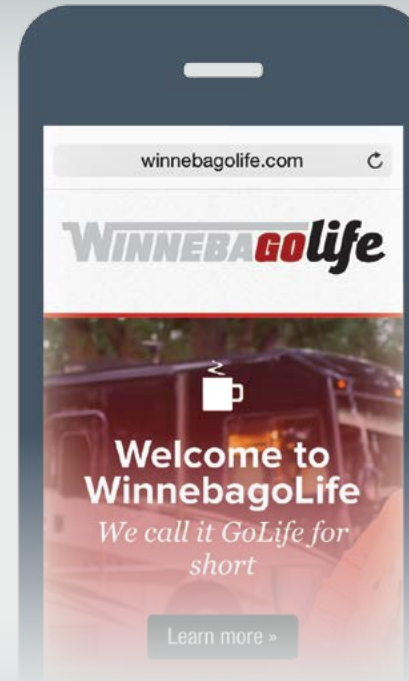 winnebagolife.com
WINNEBAGOlife
Welcome to
WinnebagoLife
We call it GoLife for
short
Learn more »